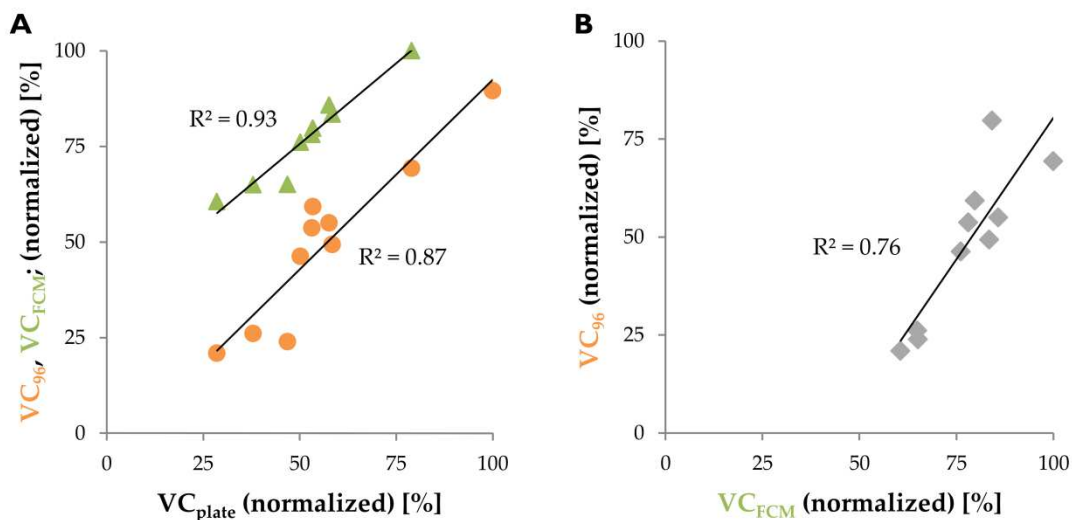 A
VC96, VCFCM; (normalized) [%]
100
75
50
25
0
R² = 0.93
R² = 0.87
0 25 50 75 100
VCplate (normalized) [%]
B
VC96 (normalized) [%]
100
75
50
25
0
R² = 0.76
0 25 50 75 100
VCFCM (normalized) [%]